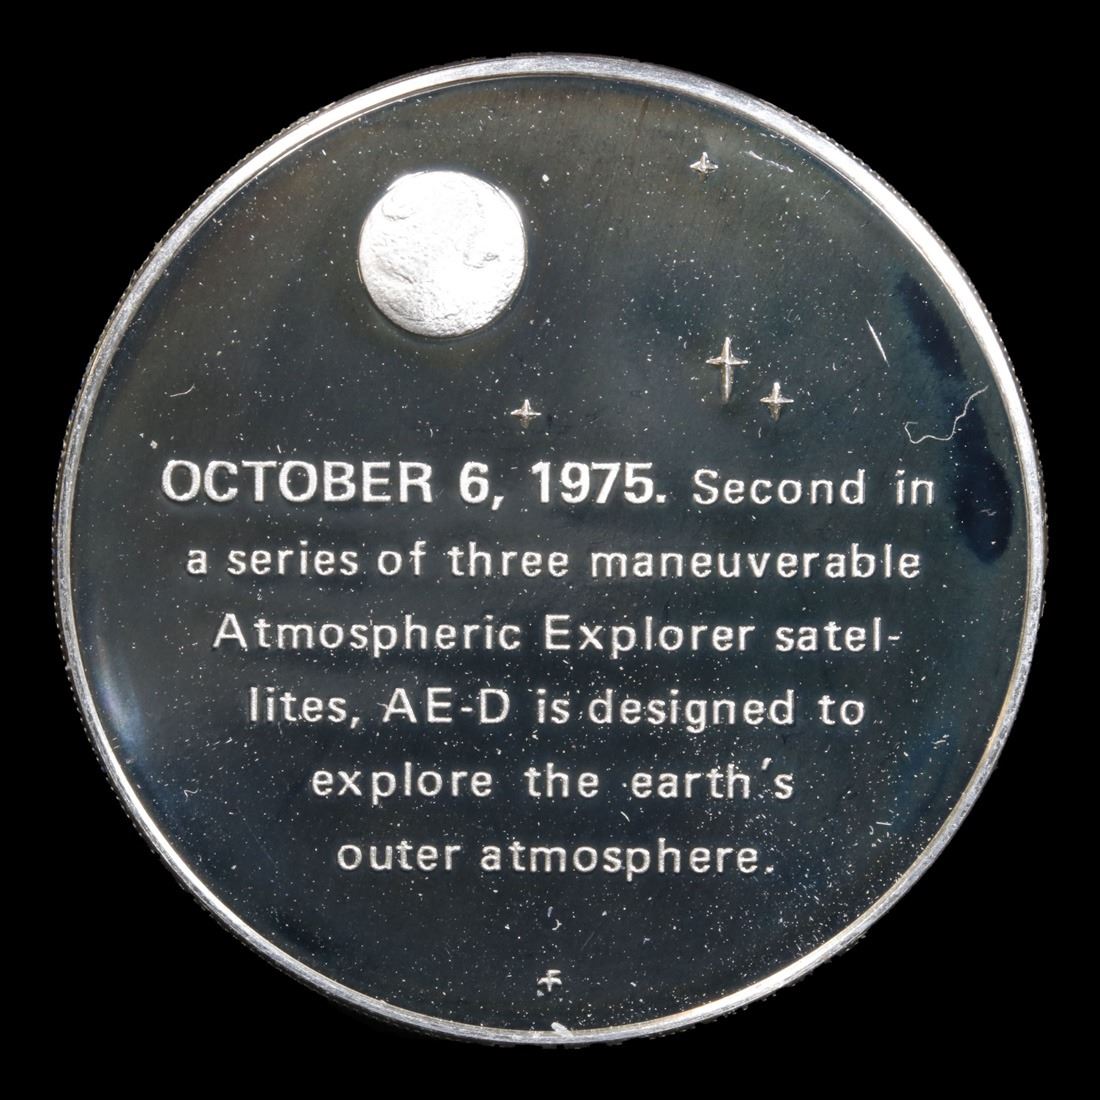 OCTOBER 6, 1975. Second in
a series of three maneuverable
Atmospheric Explorer satel-
lites, AE-D is designed to
explore the earth's
outer atmosphere.
F